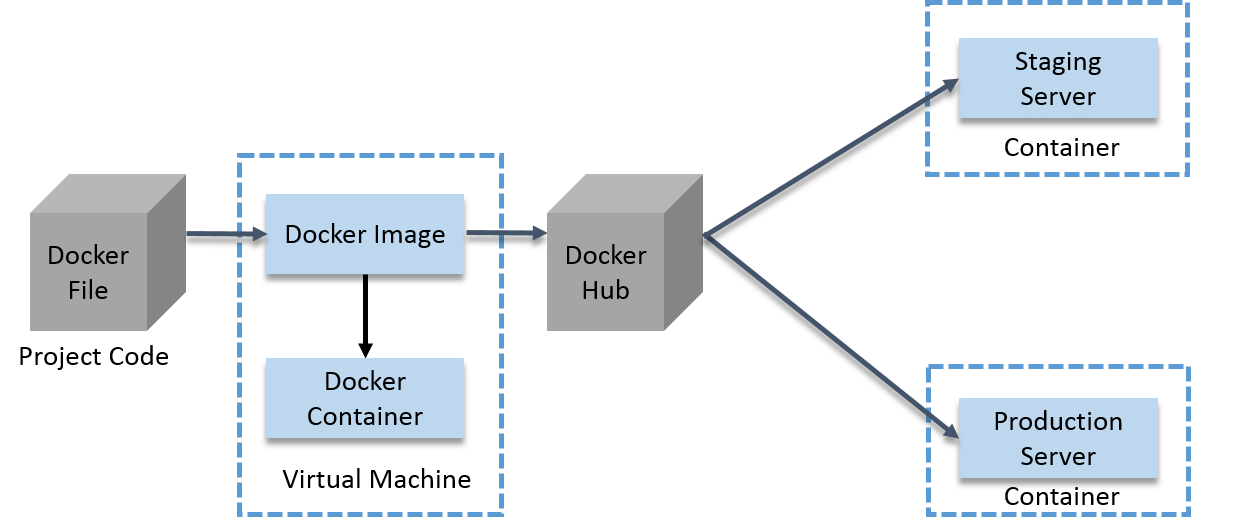 Docker
File
Project Code
Docker Image
Docker
Container
Virtual Machine
Docker
Hub
Staging
Server
Container
Production
Server
Container